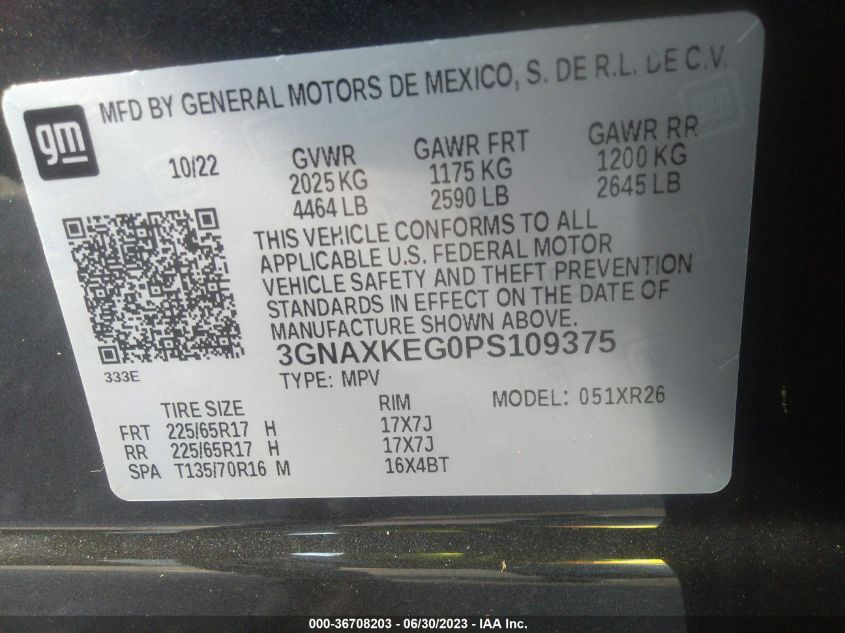 MFD BY GENERAL MOTORS DE MEXICO, S. DE R.L. DE C.V.
gm
10/22 GVWR GAWR FRT GAWR RR
2025 KG 1175 KG 1200 KG
4464 LB 2590 LB 2645 LB
THIS VEHICLE CONFORMS TO ALL
APPLICABLE U.S. FEDERAL MOTOR
VEHICLE SAFETY AND THEFT PREVENTION
STANDARDS IN EFFECT ON THE DATE OF
MANUFACTURE SHOWN ABOVE.
3GNAXKEG0PS109375
333E TYPE: MPV MODEL: 051XR26
TIRE SIZE RIM
FRT 225/65R17 H 17X7J
RR 225/65R17 H 17X7J
SPA T135/70R16 M 16X4BT
000-36708203 - 06/30/2023 - IAA Inc.